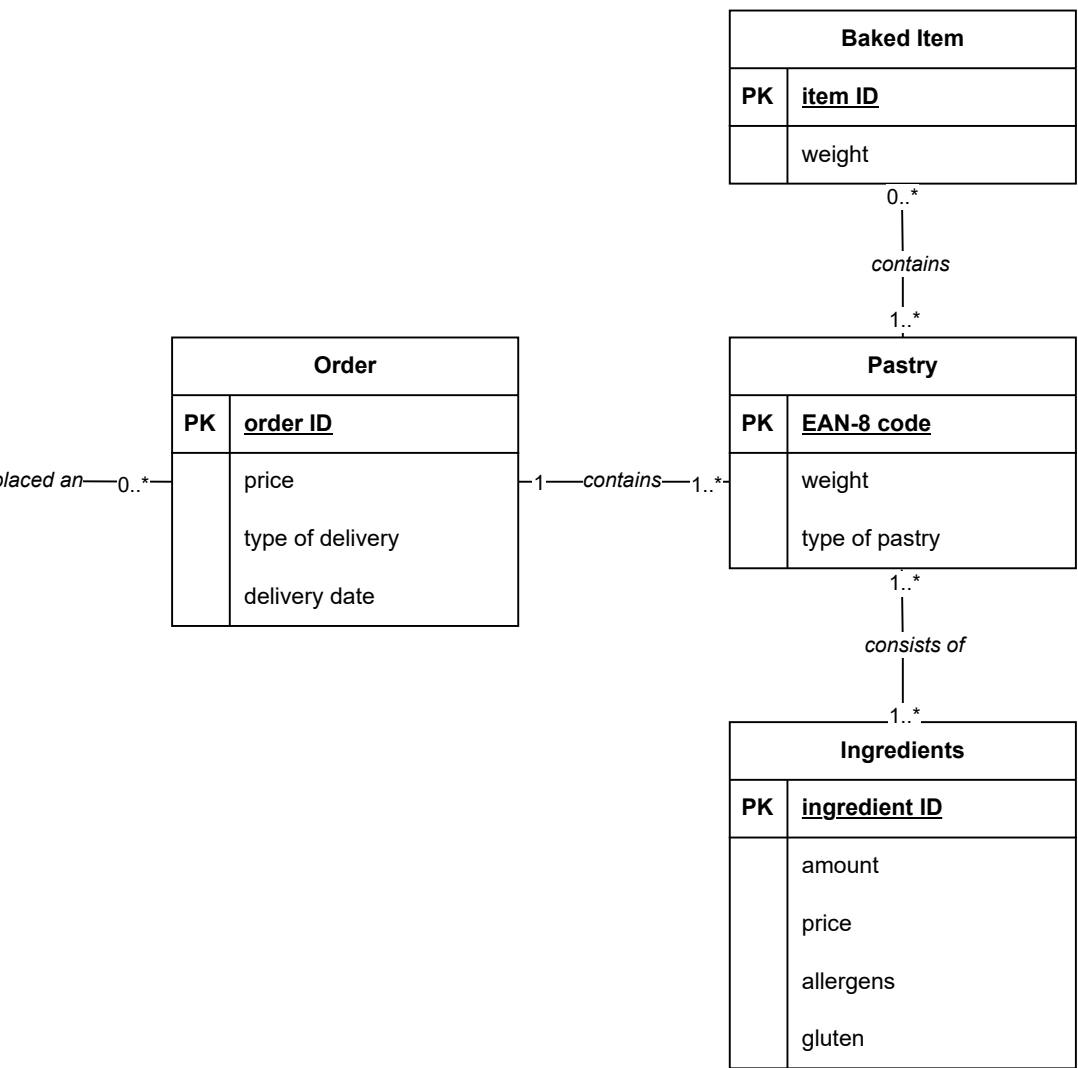 Baked Item
PK item ID
weight
0..*
contains
1..*
Order
PK order ID
price
type of delivery
delivery date
placed an
0..*
1
contains
1..*
Pastry
PK EAN-8 code
weight
type of pastry
1..*
consists of
1..*
Ingredients
PK ingredient ID
amount
price
allergens
gluten